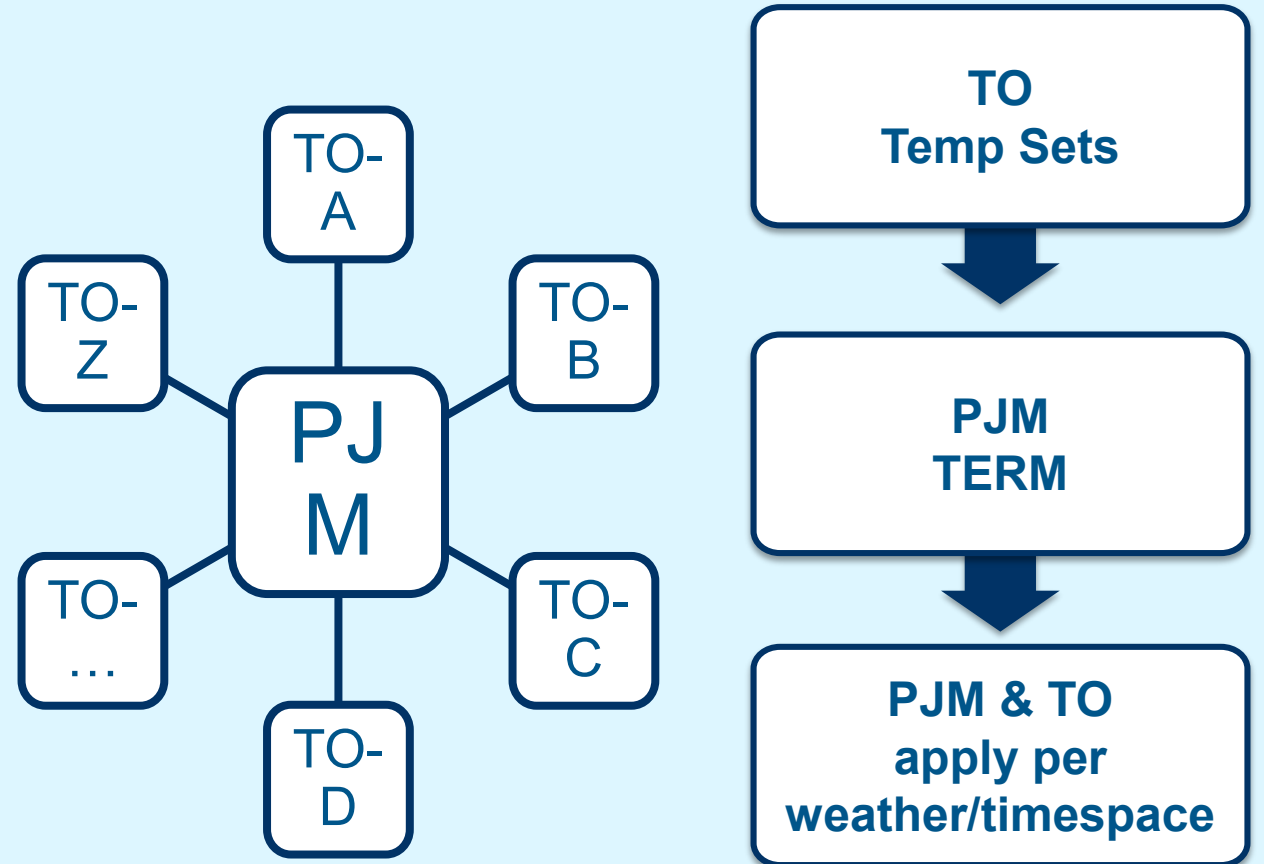 TO-
A
TO-
Z
TO-
B
PJ
M
TO-
…
TO-
C
TO-
D
TO
Temp Sets
PJM
TERM
PJM & TO
apply per
weather/timespace